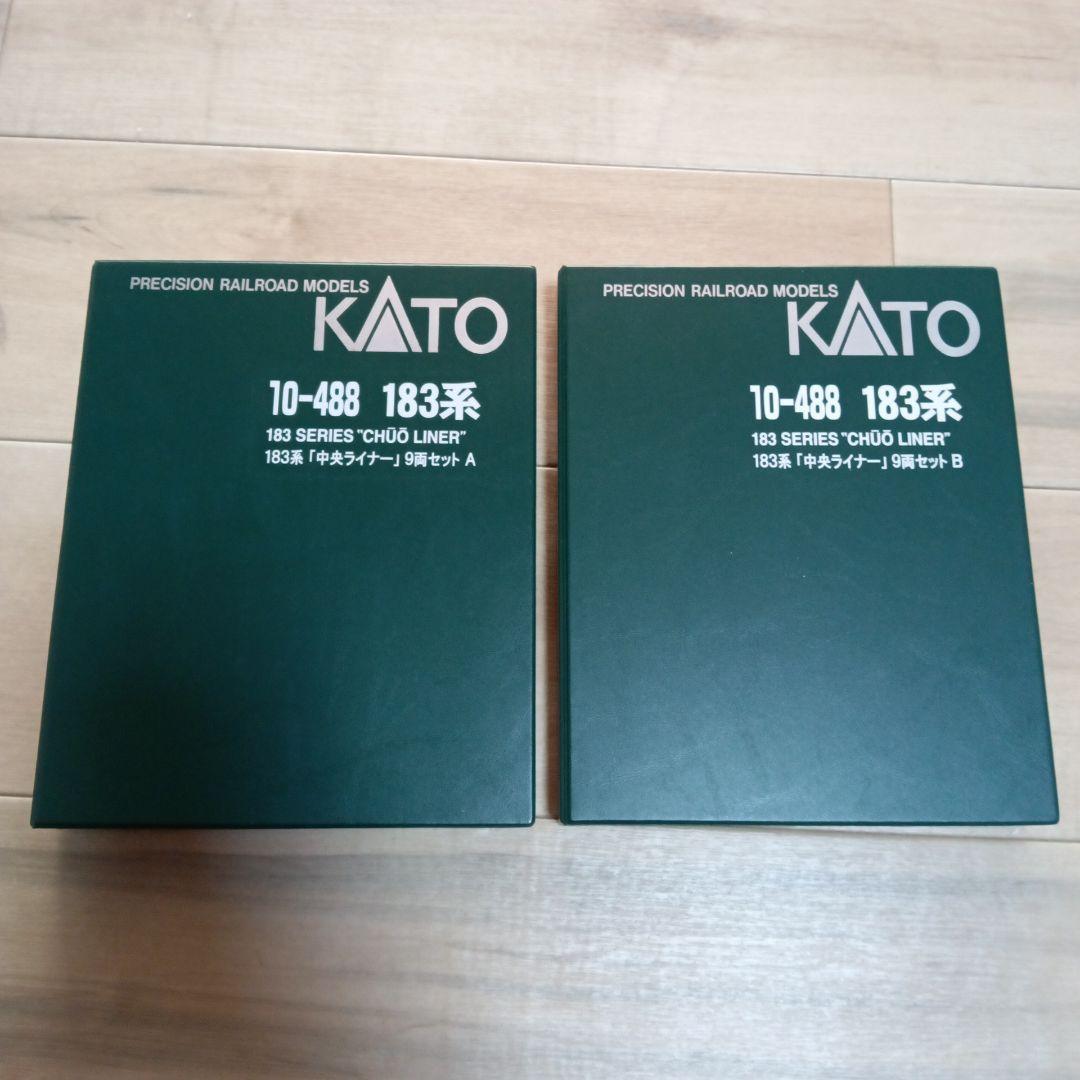 PRECISION RAILROAD MODELS
KATO
10-488 183系
183 SERIES "CHŪŌ LINER"
183系「中央ライナー」9両セット A
PRECISION RAILROAD MODELS
KATO
10-488 183系
183 SERIES "CHŪŌ LINER"
183系「中央ライナー」9両セット B